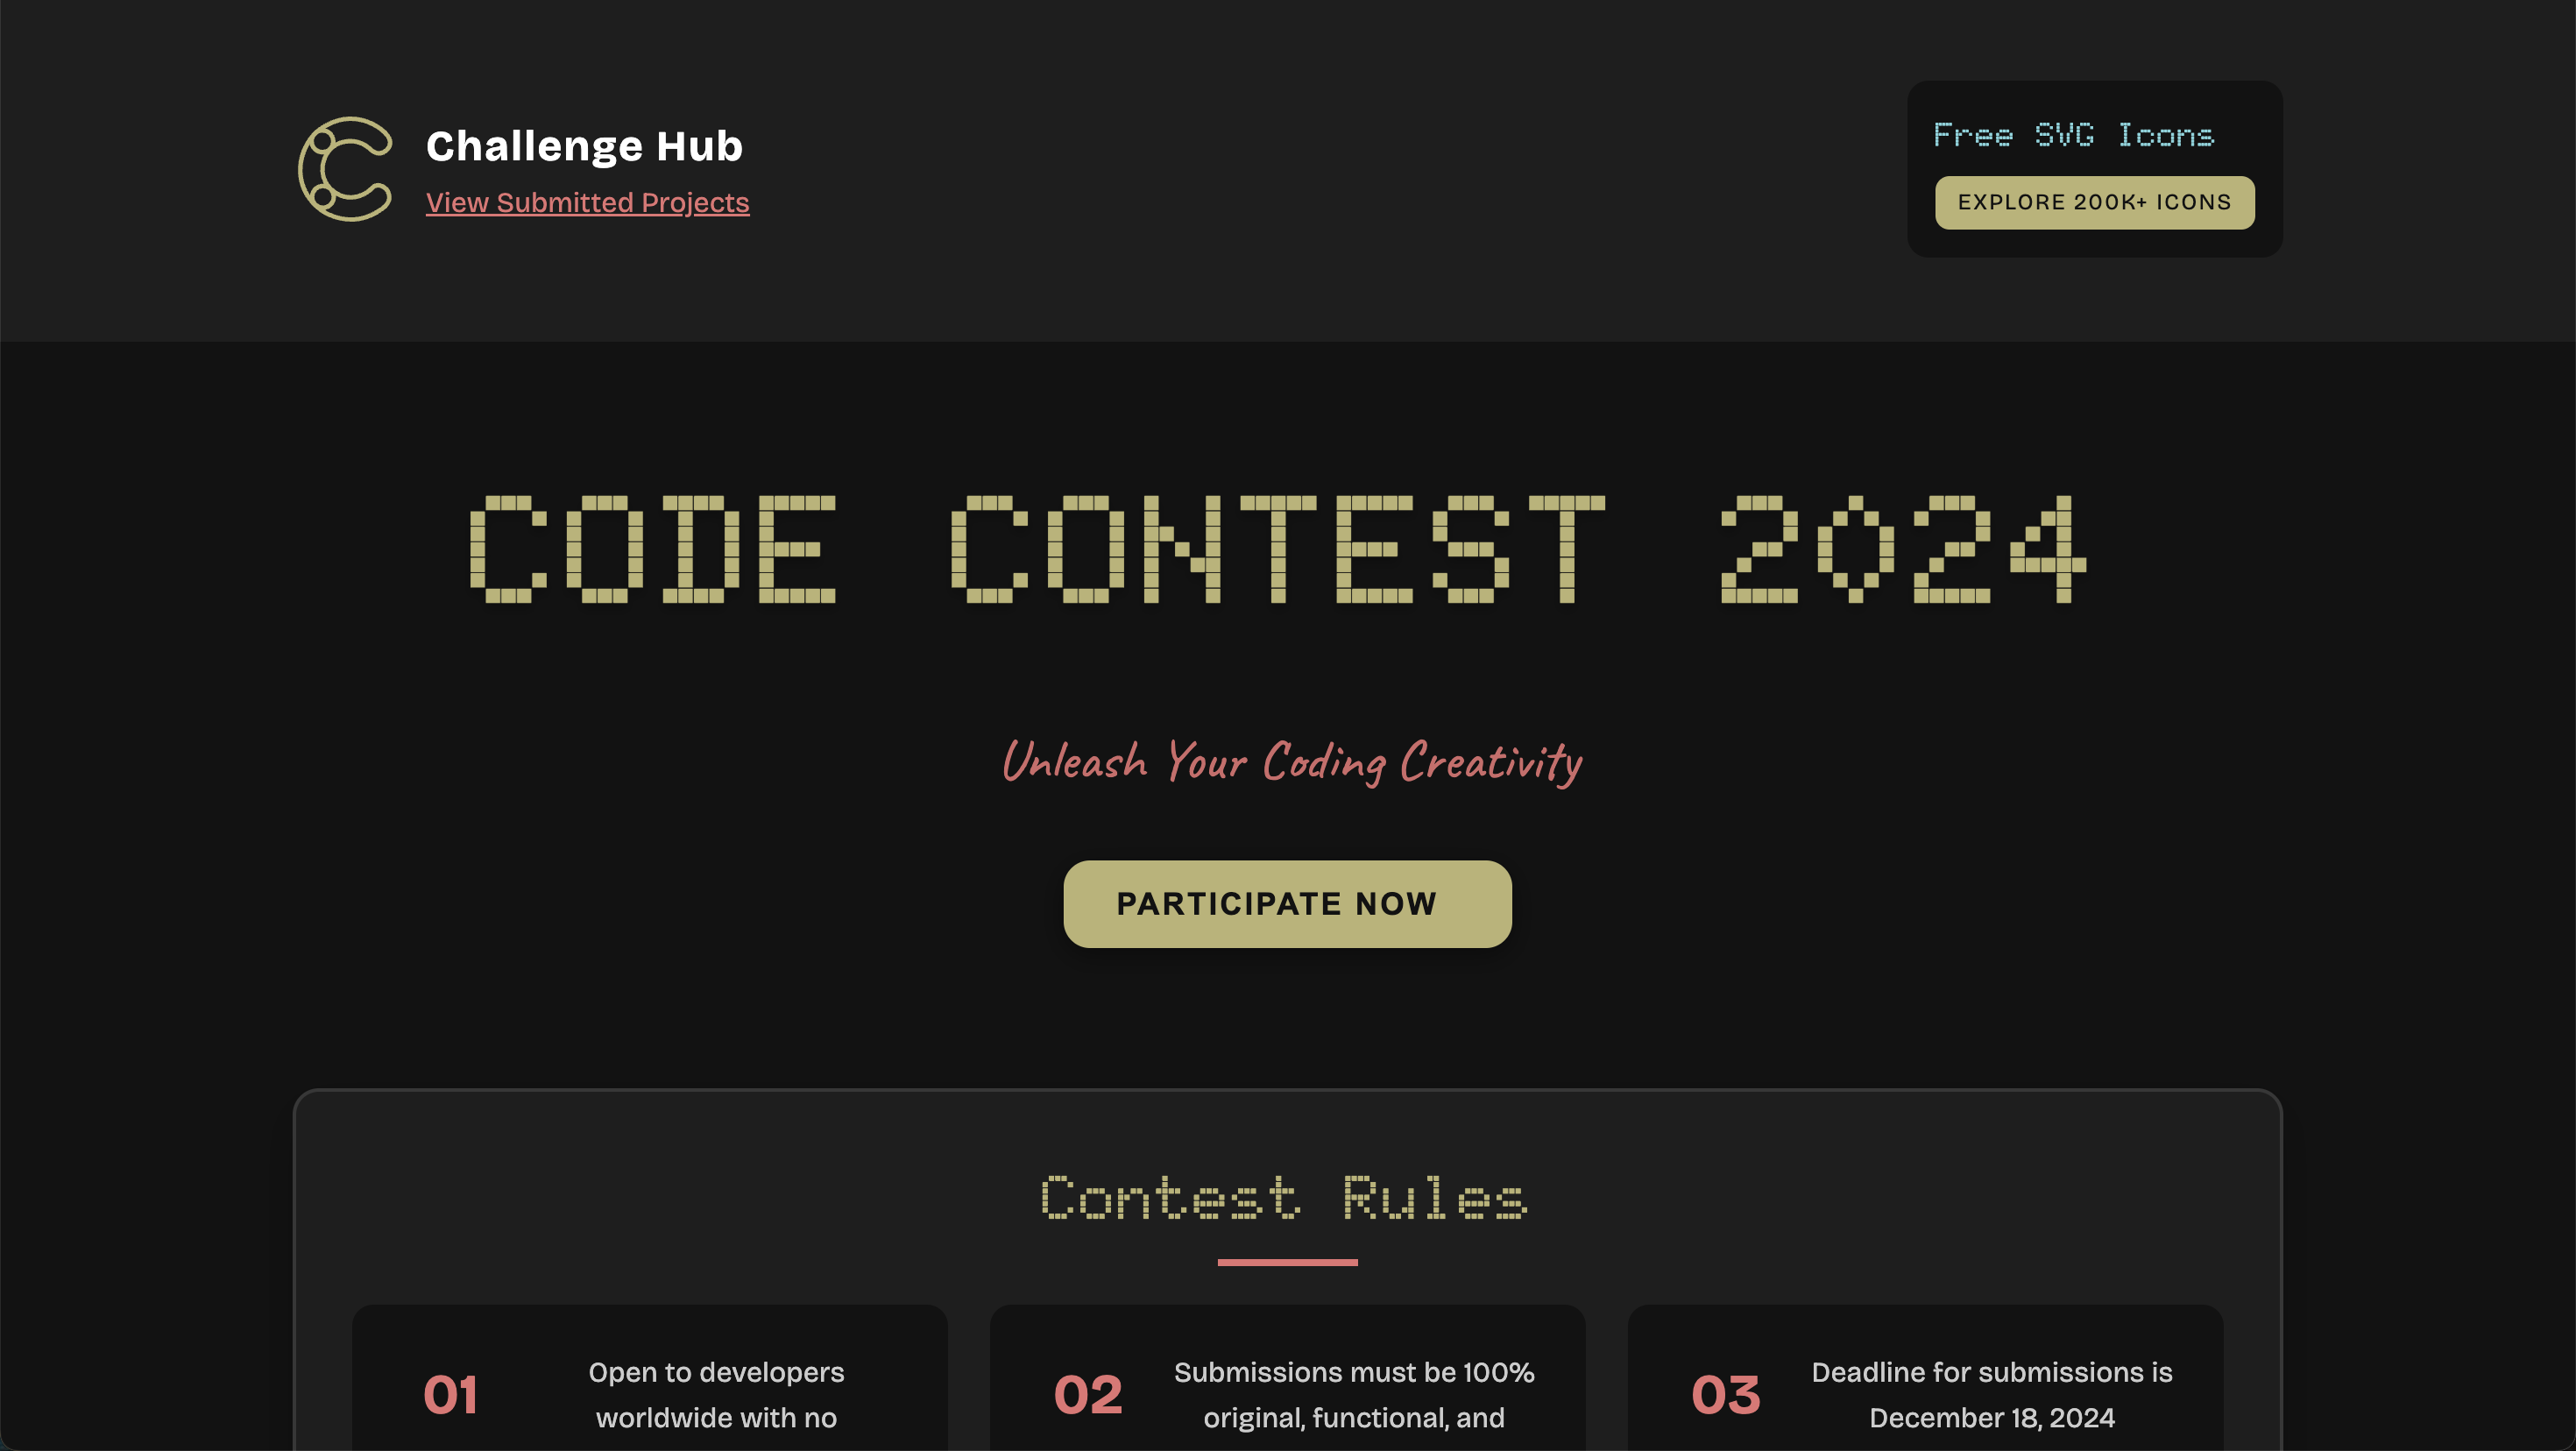 Challenge Hub
View Submitted Projects
Free SVG Icons
EXPLORE 200K+ ICONS
CODE CONTEST 2024
Unleash Your Coding Creativity
PARTICIPATE NOW
Contest Rules
01
Open to developers
worldwide with no
02
Submissions must be 100%
original, functional, and
03
Deadline for submissions is
December 18, 2024